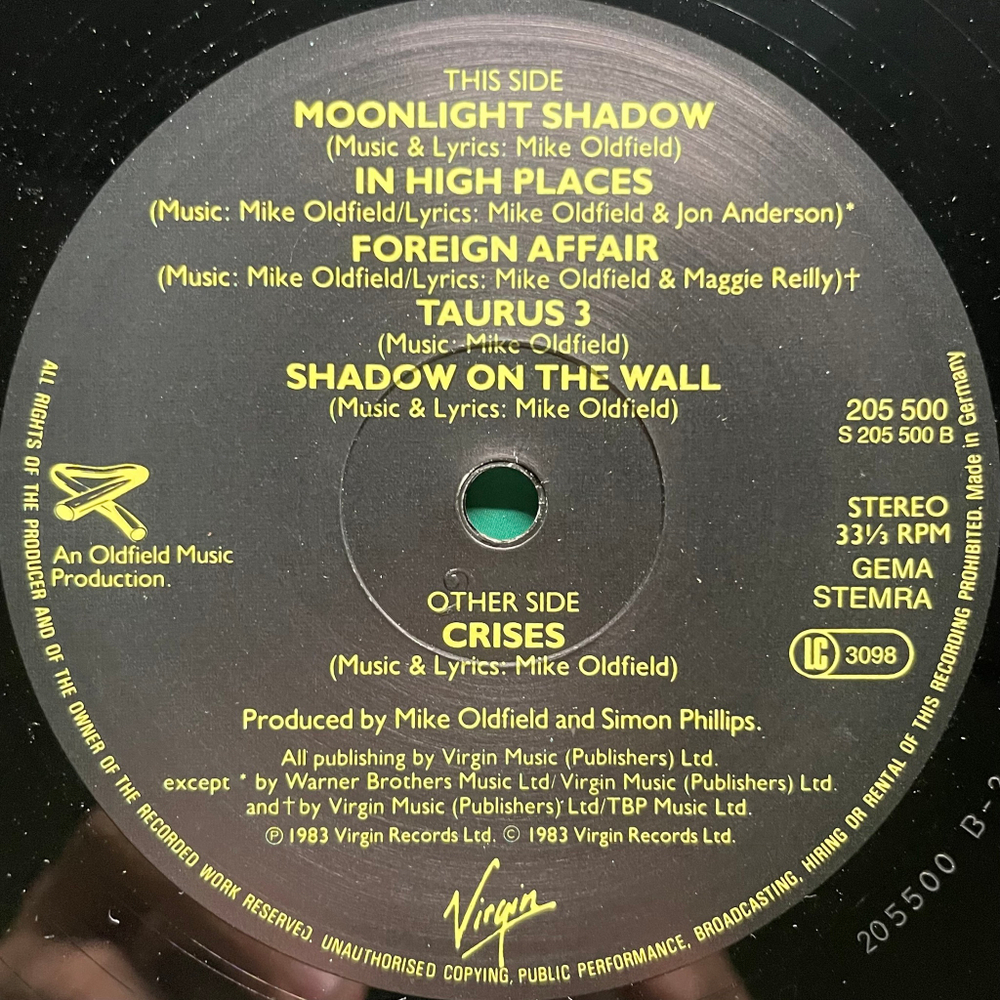 THIS SIDE
MOONLIGHT SHADOW
(Music & Lyrics: Mike Oldfield)
IN HIGH PLACES
(Music: Mike Oldfield/Lyrics: Mike Oldfield & Jon Anderson)*
FOREIGN AFFAIR
(Music: Mike Oldfield/Lyrics: Mike Oldfield & Maggie Reilly)†
TAURUS 3
(Music: Mike Oldfield)
SHADOW ON THE WALL
(Music & Lyrics: Mike Oldfield)
205 500
S 205 500 B
STEREO
33⅓ RPM
GEMA
STEMRA
LC 3098
An Oldfield Music
Production.
OTHER SIDE
CRISES
(Music & Lyrics: Mike Oldfield)
Produced by Mike Oldfield and Simon Phillips.
All publishing by Virgin Music (Publishers) Ltd.
except * by Warner Brothers Music Ltd/Virgin Music (Publishers) Ltd.
and † by Virgin Music (Publishers) Ltd/TBP Music Ltd.
℗ 1983 Virgin Records Ltd. © 1983 Virgin Records Ltd.
Virgin
ALL RIGHTS OF THE PRODUCER AND OF THE OWNER OF THE RECORDED WORK RESERVED. UNAUTHORISED COPYING, PUBLIC PERFORMANCE, BROADCASTING, HIRING OR RENTAL OF THIS RECORDING PROHIBITED. Made in Germany
205500 B-2